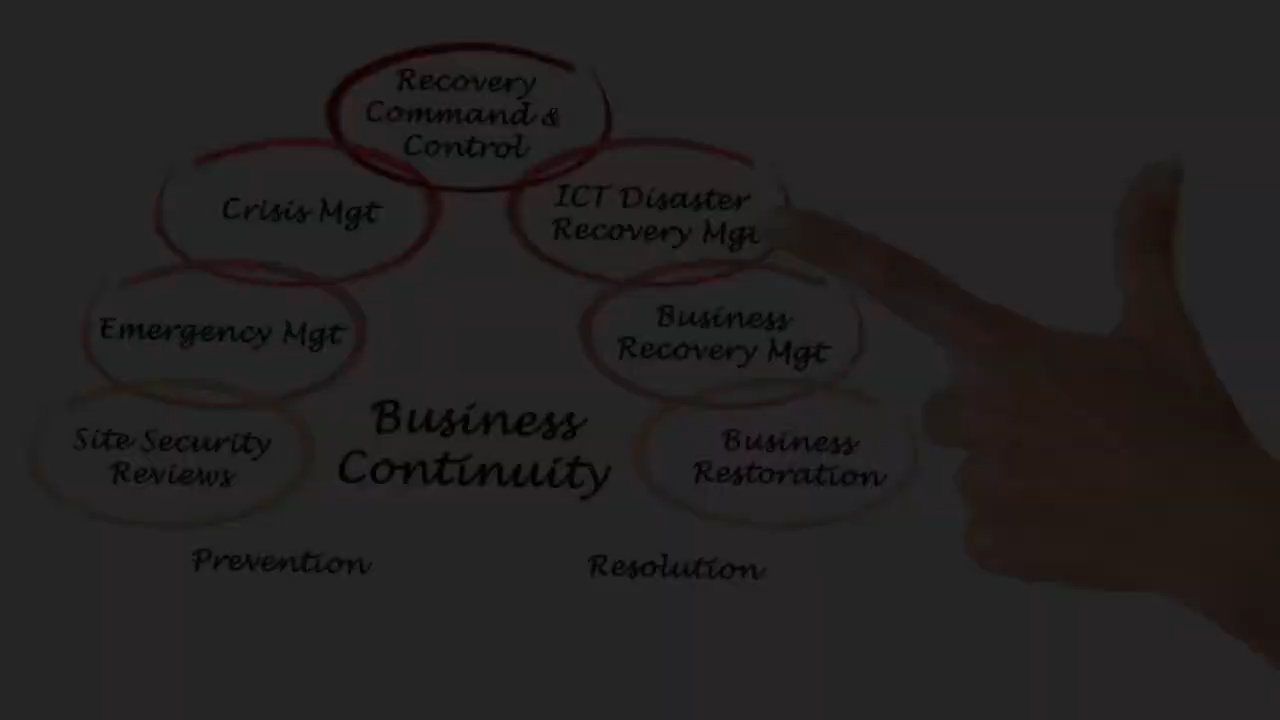 Recovery
Command &
Control
Crisis Mgt
ICT Disaster
Recovery Mgt
Emergency Mgt
Business
Recovery Mgt
Business
Continuity
Site Security
Reviews
Business
Restoration
Prevention
Resolution